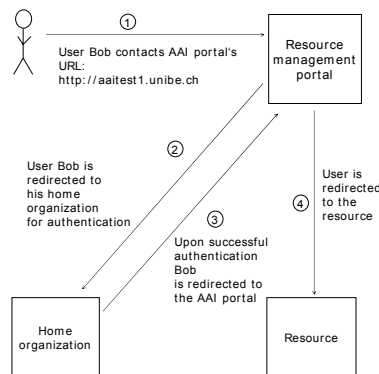 1
User Bob contacts AAI portal's
URL:
http://aaitest1.unibe.ch
Resource
management
portal
2
User Bob is
redirected to
his home
organization
for authentication
3
Upon successful
authentication
Bob
is redirected to
the AAI portal
4
User is
redirected
to the
resource
Home
organization
Resource